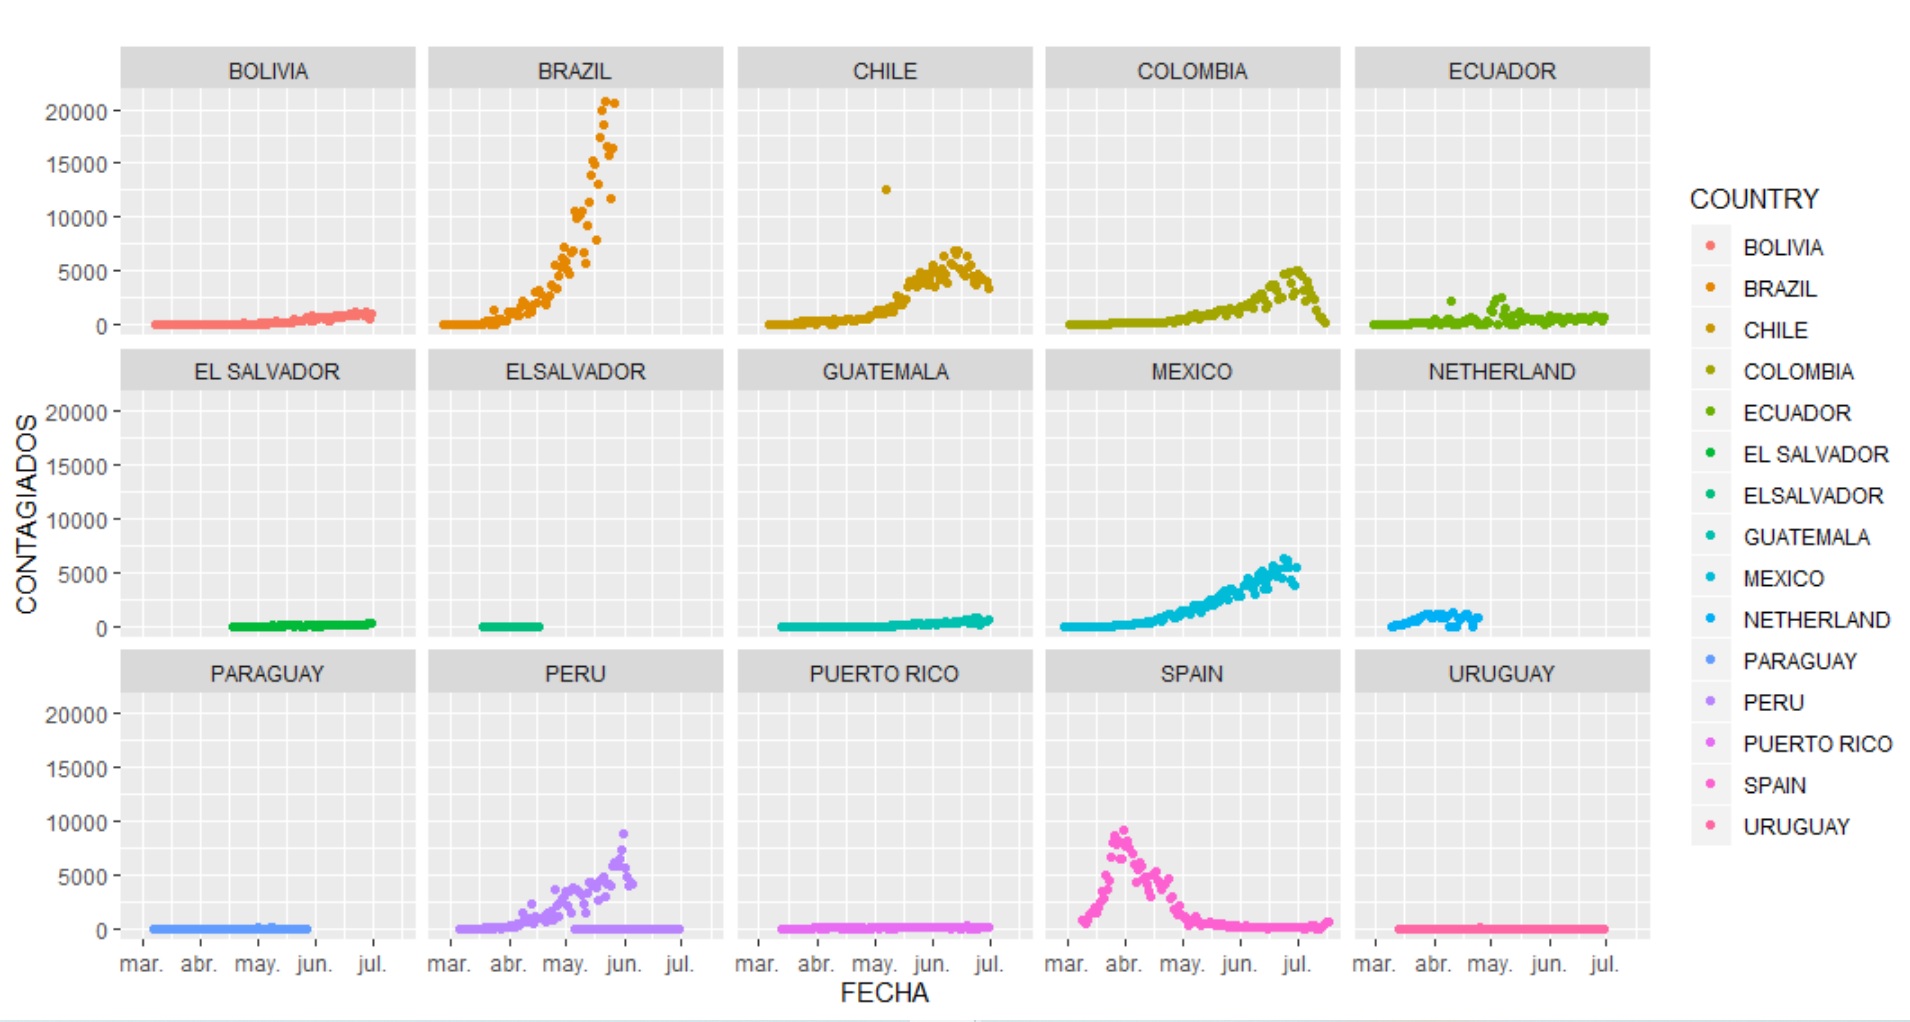 BOLIVIA BRAZIL CHILE COLOMBIA ECUADOR
20000
15000
10000
5000
0
EL SALVADOR ELSALVADOR GUATEMALA MEXICO NETHERLAND
20000
15000
10000
5000
0
CONTAGIADOS
PARAGUAY PERU PUERTO RICO SPAIN URUGUAY
20000
15000
10000
5000
0
mar. abr. may. jun. jul. mar. abr. may. jun. jul. mar. abr. may. jun. jul. mar. abr. may. jun. jul. mar. abr. may. jun. jul.
FECHA
COUNTRY
BOLIVIA
BRAZIL
CHILE
COLOMBIA
ECUADOR
EL SALVADOR
ELSALVADOR
GUATEMALA
MEXICO
NETHERLAND
PARAGUAY
PERU
PUERTO RICO
SPAIN
URUGUAY